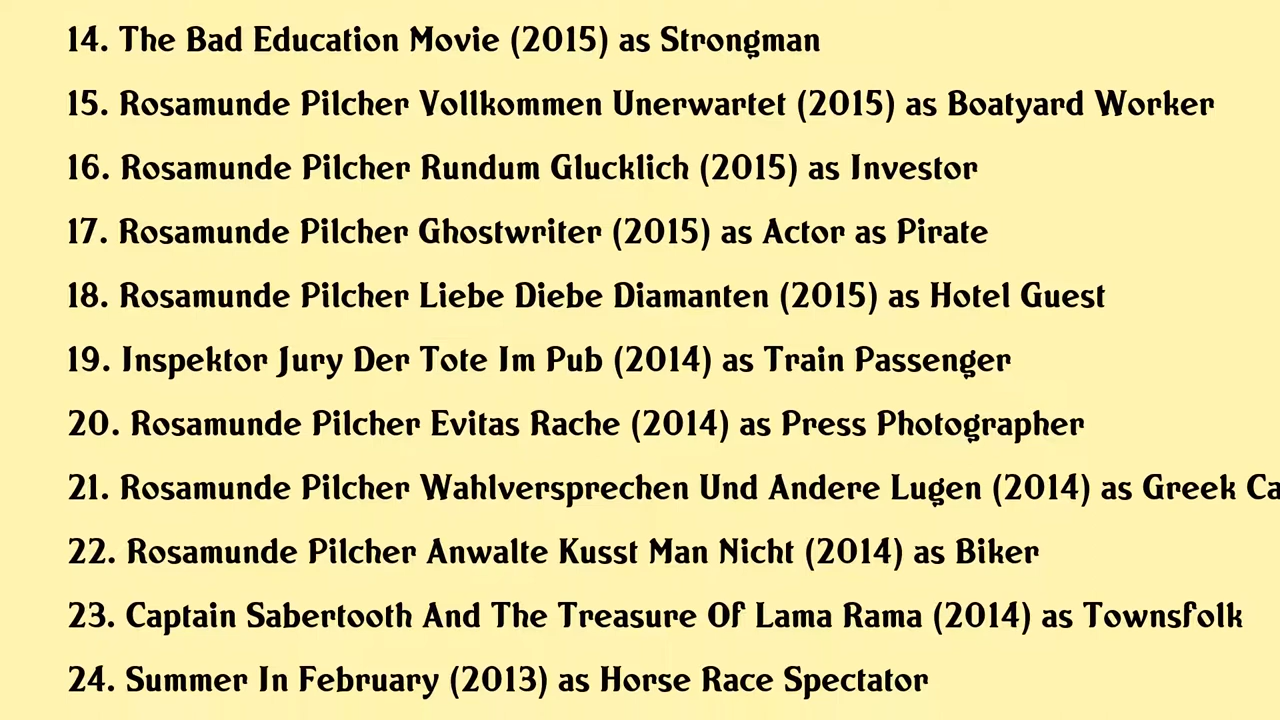 14. The Bad Education Movie (2015) as Strongman
15. Rosamunde Pilcher Vollkommen Unerwartet (2015) as Boatyard Worker
16. Rosamunde Pilcher Rundum Glucklich (2015) as Investor
17. Rosamunde Pilcher Ghostwriter (2015) as Actor as Pirate
18. Rosamunde Pilcher Liebe Diebe Diamanten (2015) as Hotel Guest
19. Inspektor Jury Der Tote Im Pub (2014) as Train Passenger
20. Rosamunde Pilcher Evitas Rache (2014) as Press Photographer
21. Rosamunde Pilcher Wahlversprechen Und Andere Lugen (2014) as Greek
22. Rosamunde Pilcher Anwalte Kusst Man Nicht (2014) as Biker
23. Captain Sabertooth And The Treasure Of Lama Rama (2014) as Townsfolk
24. Summer In February (2013) as Horse Race Spectator